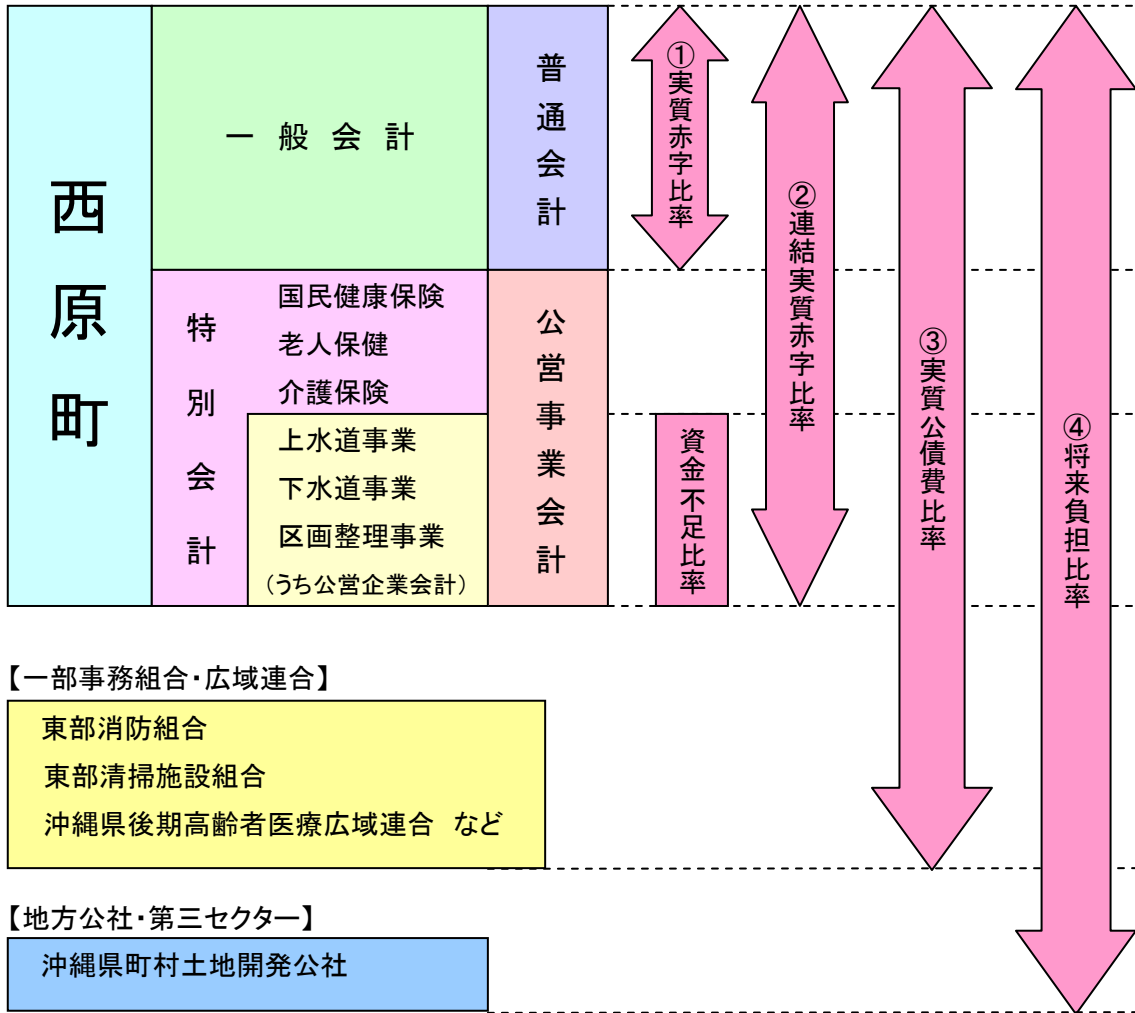 西原町
一般会計
普通会計
特別会計
国民健康保険
老人保健
介護保険
上水道事業
下水道事業
区画整理事業
(うち公営企業会計)
公営事業会計
①実質赤字比率
資金不足比率
②連結実質赤字比率
③実質公債費比率
④将来負担比率
【一部事務組合・広域連合】
東部消防組合
東部清掃施設組合
沖縄県後期高齢者医療広域連合 など
【地方公社・第三セクター】
沖縄県町村土地開発公社